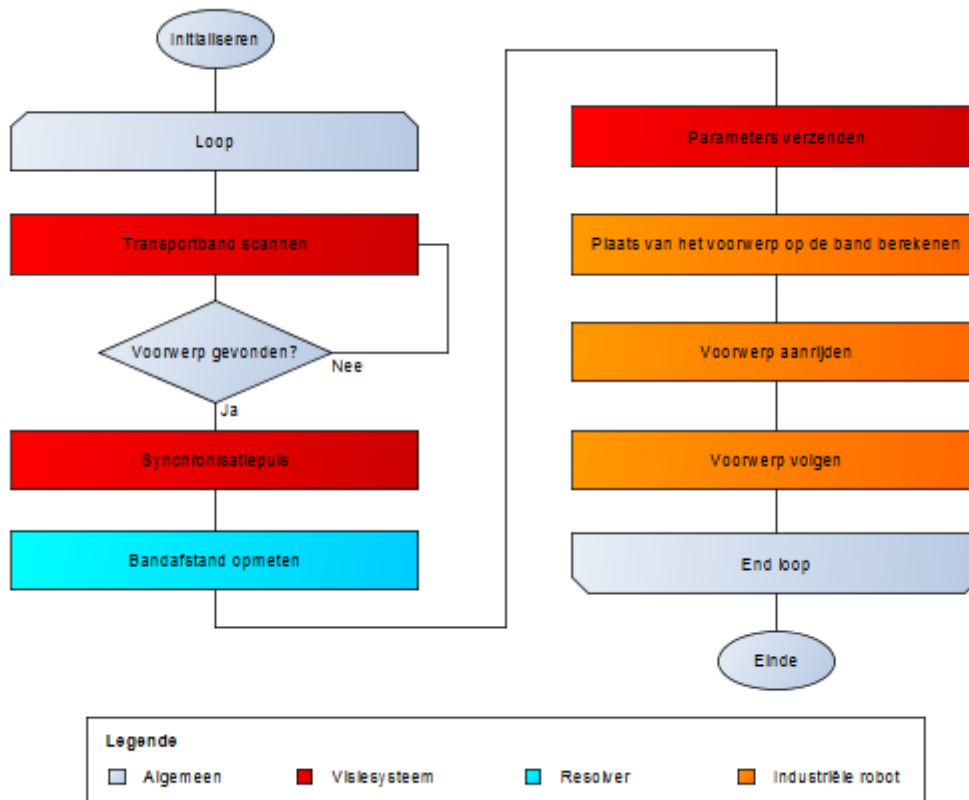 Initialiseren
Loop
Transportband scannen
Voorwerp gevonden?
Nee
Ja
Synchronisatiepuls
Bandafstand opmeten
Parameters verzenden
Plaats van het voorwerp op de band berekenen
Voorwerp aanrijden
Voorwerp volgen
End loop
Einde
Legende
Algemeen
Visiesysteem
Resolver
Industriële robot